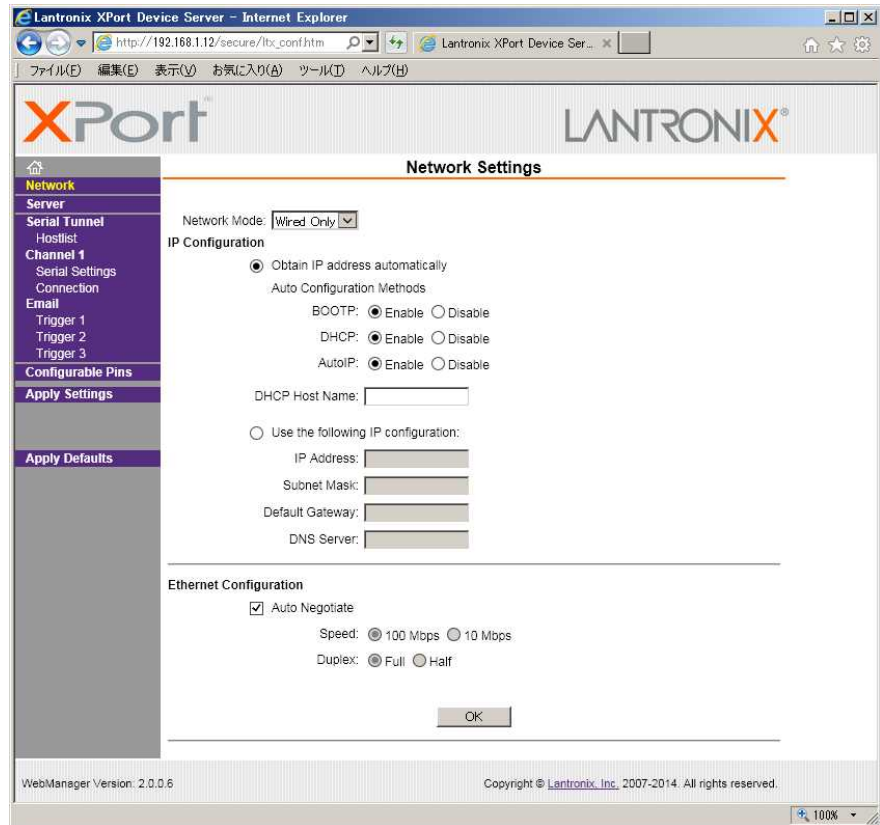 Lantronix XPort Device Server - Internet Explorer
http://192.168.1.12/secure/ltx_conf.htm
Lantronix XPort Device Ser...
ファイル(F) 編集(E) 表示(V) お気に入り(A) ツール(T) ヘルプ(H)
XPort
LANTRONIX®
Network
Server
Serial Tunnel
Hostlist
Channel 1
Serial Settings
Connection
Email
Trigger 1
Trigger 2
Trigger 3
Configurable Pins
Apply Settings
Apply Defaults
Network Settings
Network Mode: Wired Only
IP Configuration
Obtain IP address automatically
Auto Configuration Methods
BOOTP: Enable Disable
DHCP: Enable Disable
AutoIP: Enable Disable
DHCP Host Name:
Use the following IP configuration:
IP Address:
Subnet Mask:
Default Gateway:
DNS Server:
Ethernet Configuration
Auto Negotiate
Speed: 100 Mbps 10 Mbps
Duplex: Full Half
OK
WebManager Version: 2.0.0.6
Copyright © Lantronix, Inc. 2007-2014. All rights reserved.
100%